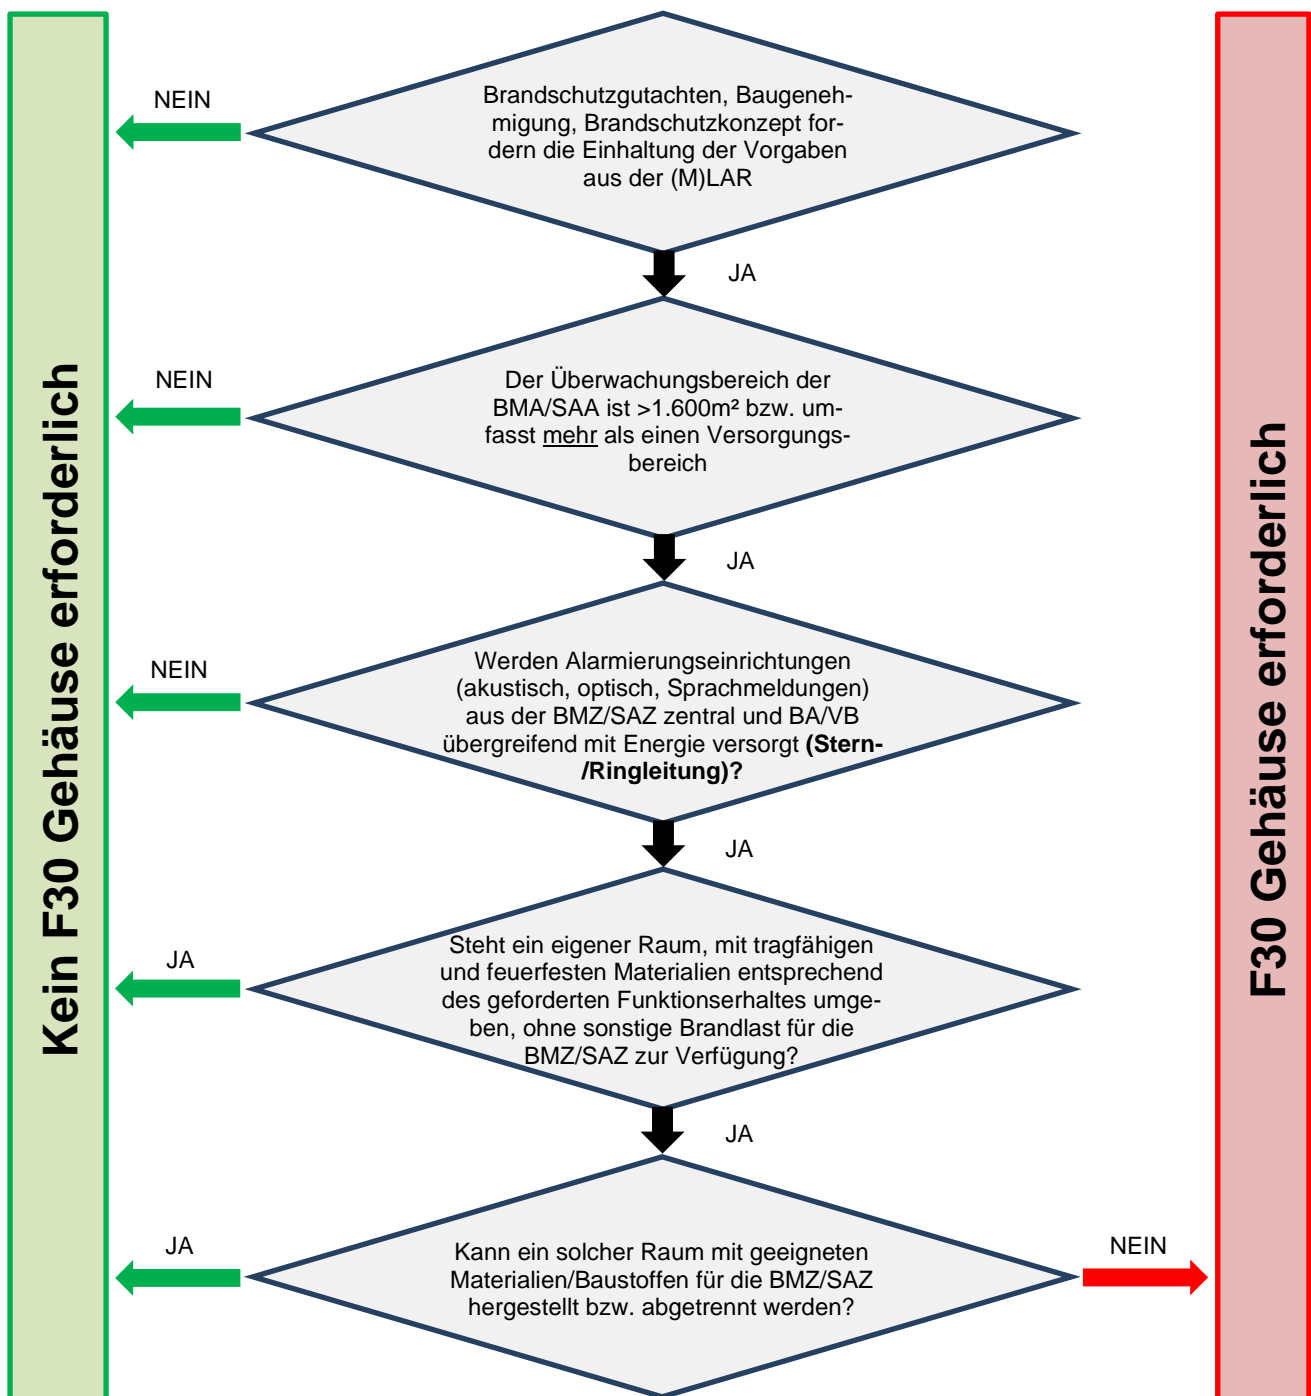 Kein F30 Gehäuse erforderlich
NEIN
Brandschutzgutachten, Baugeneh-
migung, Brandschutzkonzept for-
dern die Einhaltung der Vorgaben
aus der (M)LAR
JA
NEIN
Der Überwachungsbereich der
BMA/SAA ist >1.600m² bzw. um-
fasst mehr als einen Versorgungs-
bereich
JA
NEIN
Werden Alarmierungseinrichtungen
(akustisch, optisch, Sprachmeldungen)
aus der BMZ/SAZ zentral und BA/VB
übergreifend mit Energie versorgt (Stern-
/Ringleitung)?
JA
JA
Steht ein eigener Raum, mit tragfähigen
und feuerfesten Materialien entsprechend
des geforderten Funktionserhaltes umge-
ben, ohne sonstige Brandlast für die
BMZ/SAZ zur Verfügung?
JA
JA
Kann ein solcher Raum mit geeigneten
Materialien/Baustoffen für die BMZ/SAZ
hergestellt bzw. abgetrennt werden?
NEIN
F30 Gehäuse erforderlich